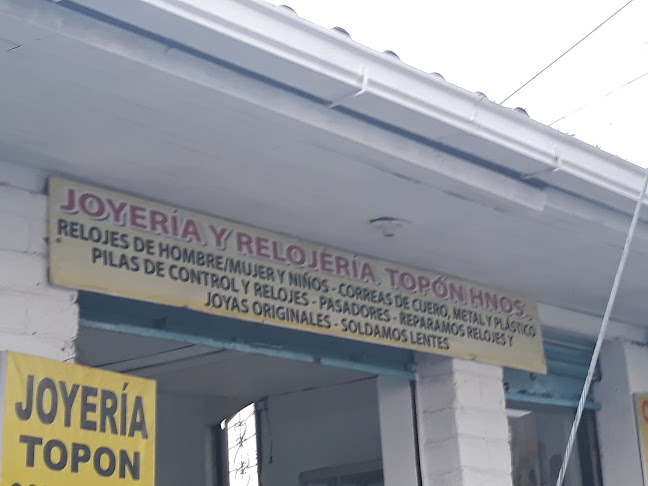 JOYERÍA Y RELOJERÍA. TOPÓN HNOS.
RELOJES DE HOMBRE/MUJER Y NIÑOS - CORREAS DE CUERO, METAL Y PLÁSTICO
PILAS DE CONTROL Y RELOJES - PASADORES - REPARAMOS RELOJES Y
JOYAS ORIGINALES - SOLDAMOS LENTES
JOYERÍA
TOPON